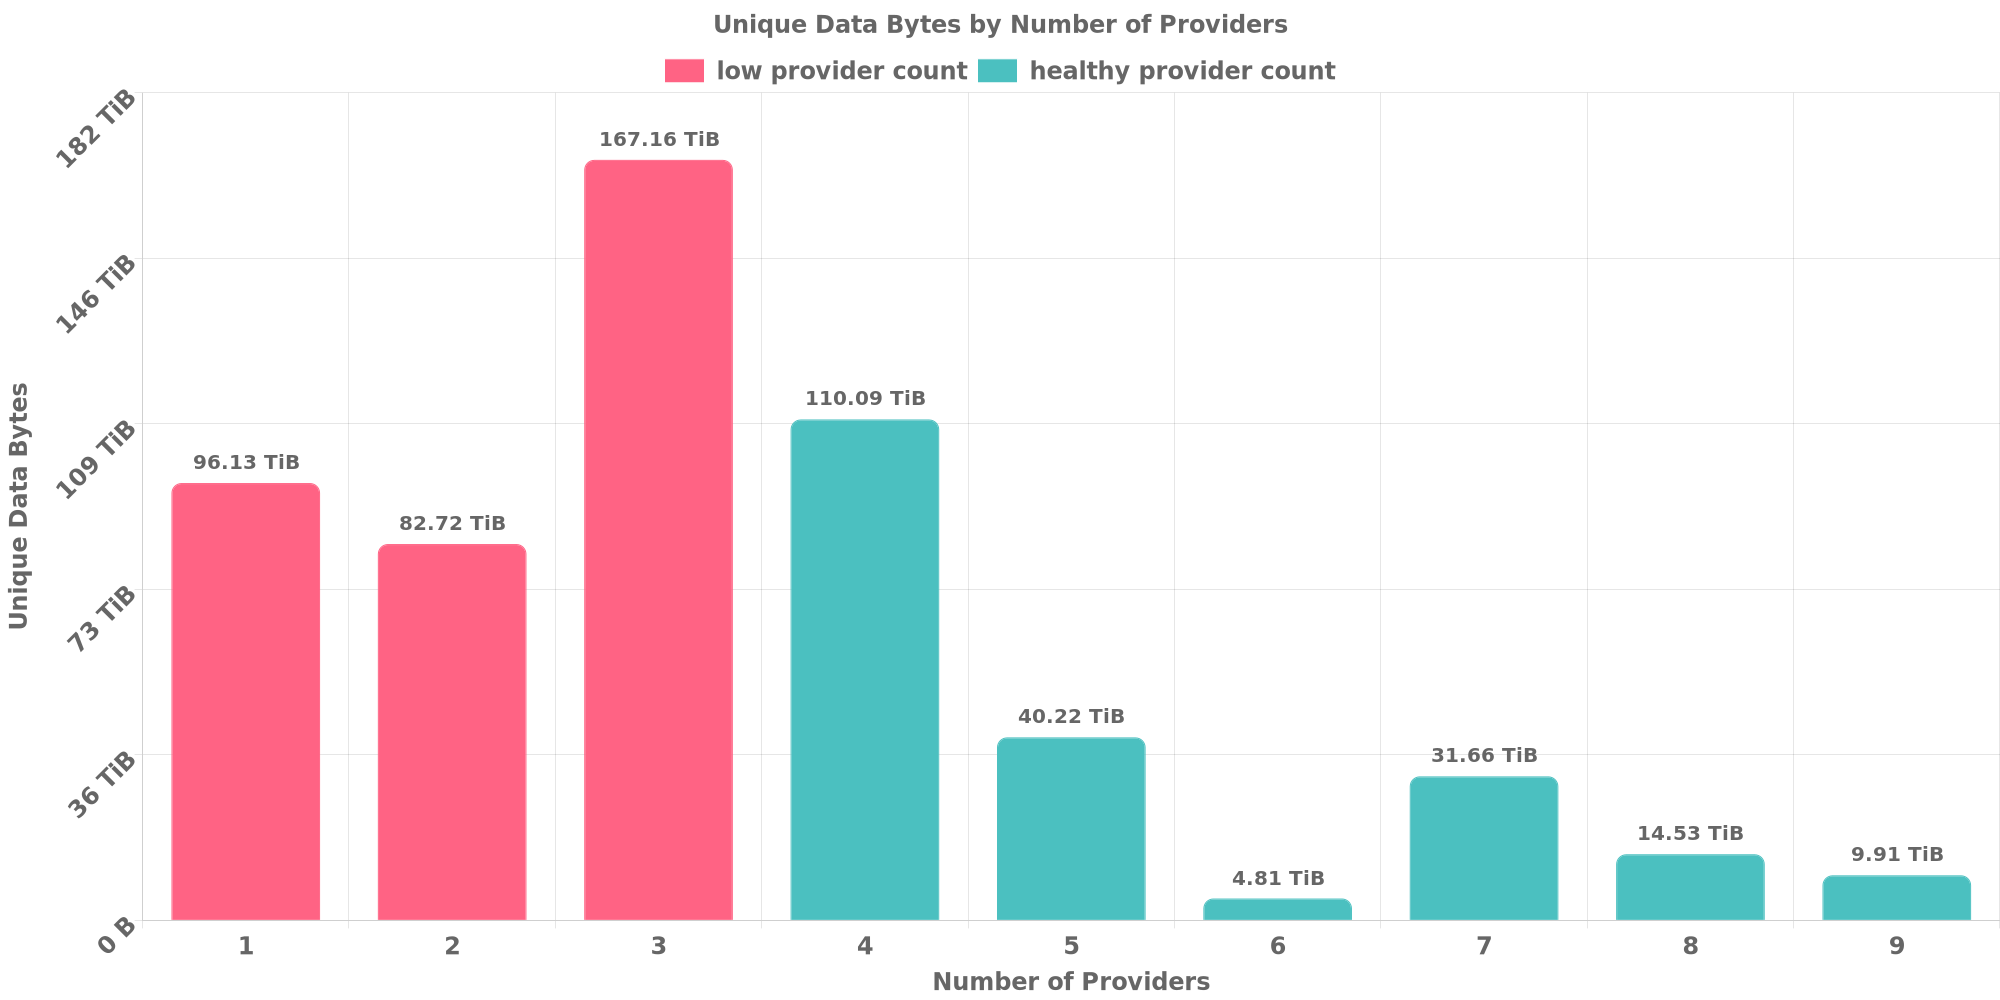 Unique Data Bytes by Number of Providers
low provider count healthy provider count
182 TiB
146 TiB
109 TiB
73 TiB
36 TiB
0 B
Unique Data Bytes
96.13 TiB
82.72 TiB
167.16 TiB
110.09 TiB
40.22 TiB
4.81 TiB
31.66 TiB
14.53 TiB
9.91 TiB
1 2 3 4 5 6 7 8 9
Number of Providers